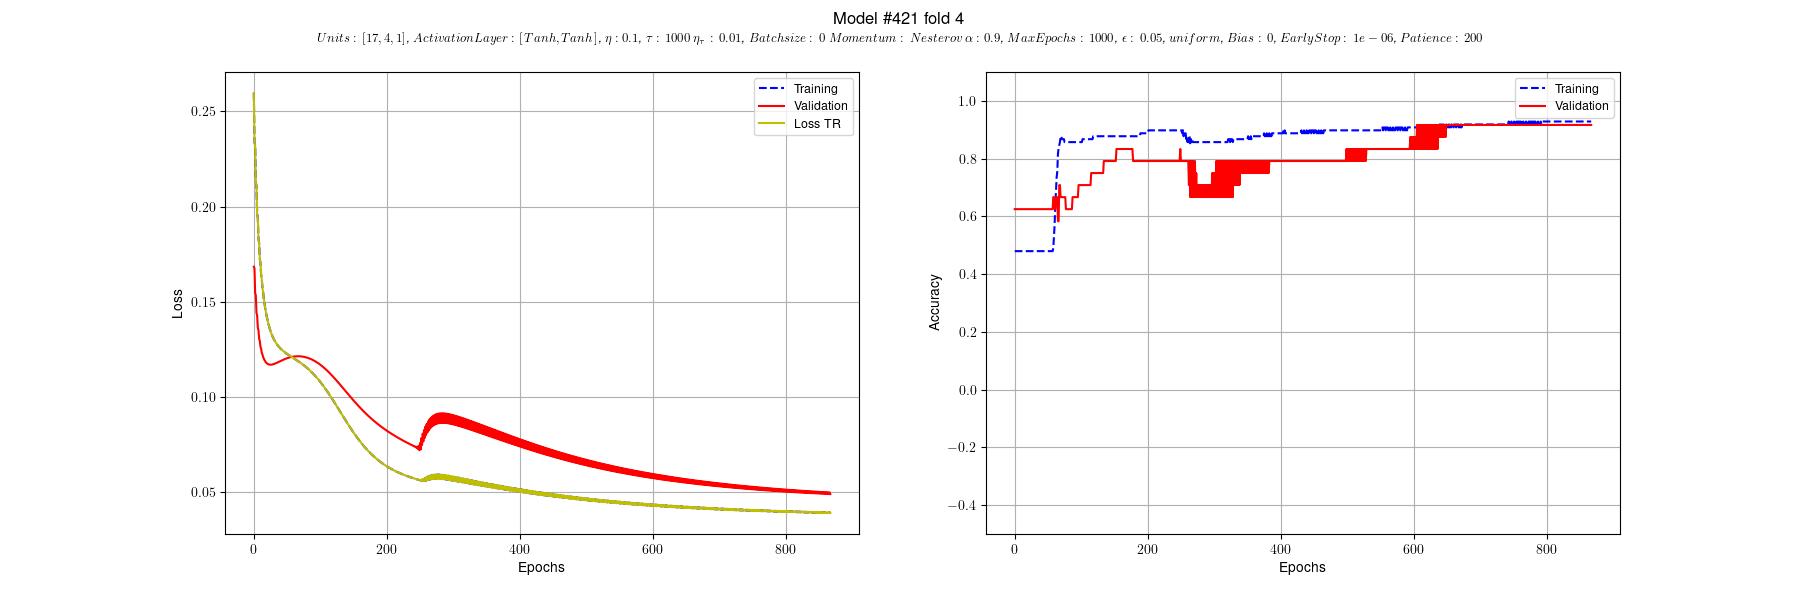 Model #421 fold 4
Units : [17, 4, 1], ActivationLayer : [Tanh, Tanh], η : 0.1, τ : 1000 ητ : 0.01, Batchsize : 0 Momentum : Nesterov α : 0.9, MaxEpochs : 1000, ϵ : 0.05, uniform, Bias : 0, EarlyStop : 1e − 06, Patience : 200
Training
Validation
Loss TR
0.25
0.20
0.15
0.10
0.05
Loss
0
200
400
600
800
Epochs
Training
Validation
1.0
0.8
0.6
0.4
0.2
0.0
−0.2
−0.4
Accuracy
0
200
400
600
800
Epochs